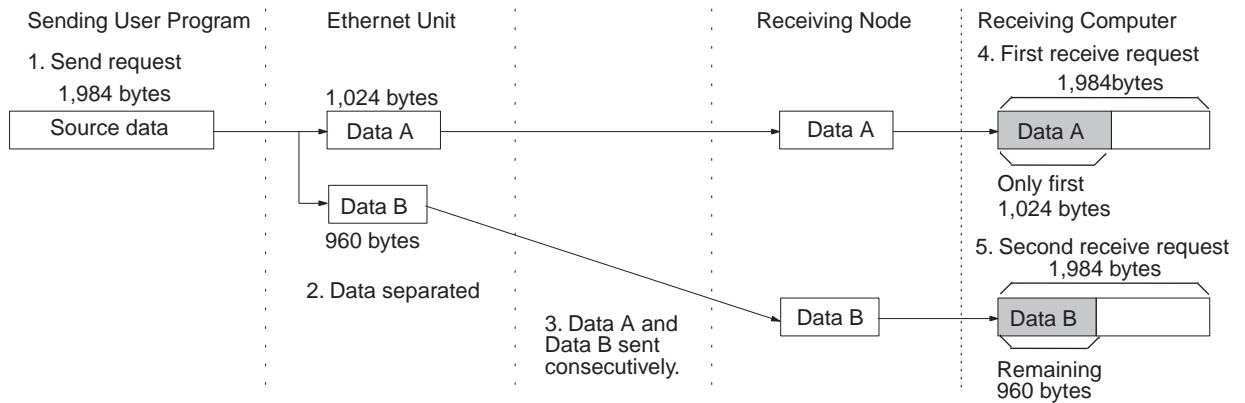 Sending User Program
Ethernet Unit
Receiving Node
Receiving Computer
1. Send request
1,984 bytes
Source data
1,024 bytes
Data A
Data B
960 bytes
2. Data separated
3. Data A and
Data B sent
consecutively.
Data A
Data B
4. First receive request
1,984bytes
Data A
Only first
1,024 bytes
5. Second receive request
1,984 bytes
Data B
Remaining
960 bytes